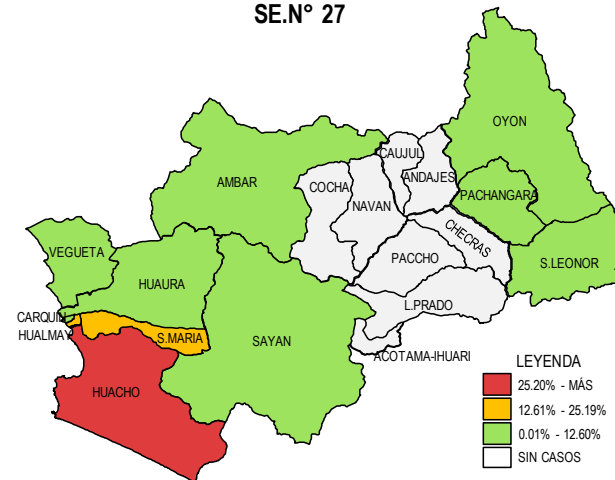 SE.N° 27
OYON
CAUJUL
ANDAJES
AMBAR
COCHA
PACHANGARA
NAVAN
CHECRAS
VEGUETA
PACCHO
S.LEONOR
HUAURA
L.PRADO
CARQUIN
HUALMAY
S.MARIA
SAYAN
ACOTAMA-IHUARI
HUACHO
LEYENDA
25.20% - MÁS
12.61% - 25.19%
0.01% - 12.60%
SIN CASOS